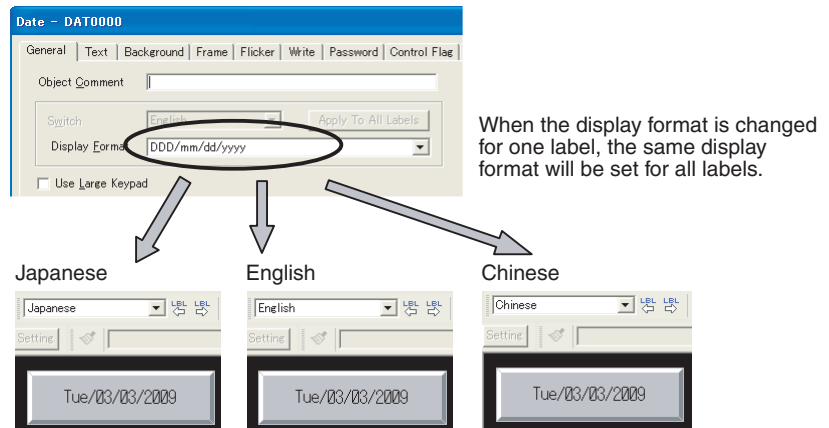 Date - DAT0000
General Text Background Frame Flicker Write Password Control Flag
Object Comment
Switch English Apply To All Labels
Display Format DDD/mm/dd/yyyy
Use Large Keypad
When the display format is changed
for one label, the same display
format will be set for all labels.
Japanese English Chinese
Japanese LBL LBL English LBL LBL Chinese LBL LBL
Setting Setting Setting
Tue/03/03/2009 Tue/03/03/2009 Tue/03/03/2009